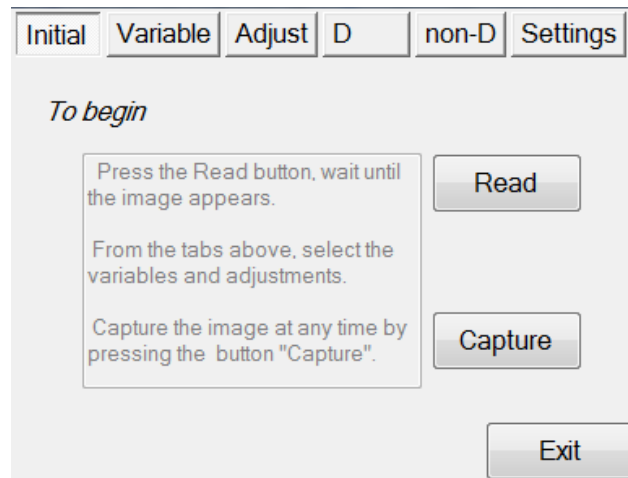 Initial Variable Adjust D non-D Settings
To begin
Press the Read button, wait until
the image appears.
Read
From the tabs above, select the
variables and adjustments.
Capture the image at any time by
pressing the button "Capture".
Capture
Exit